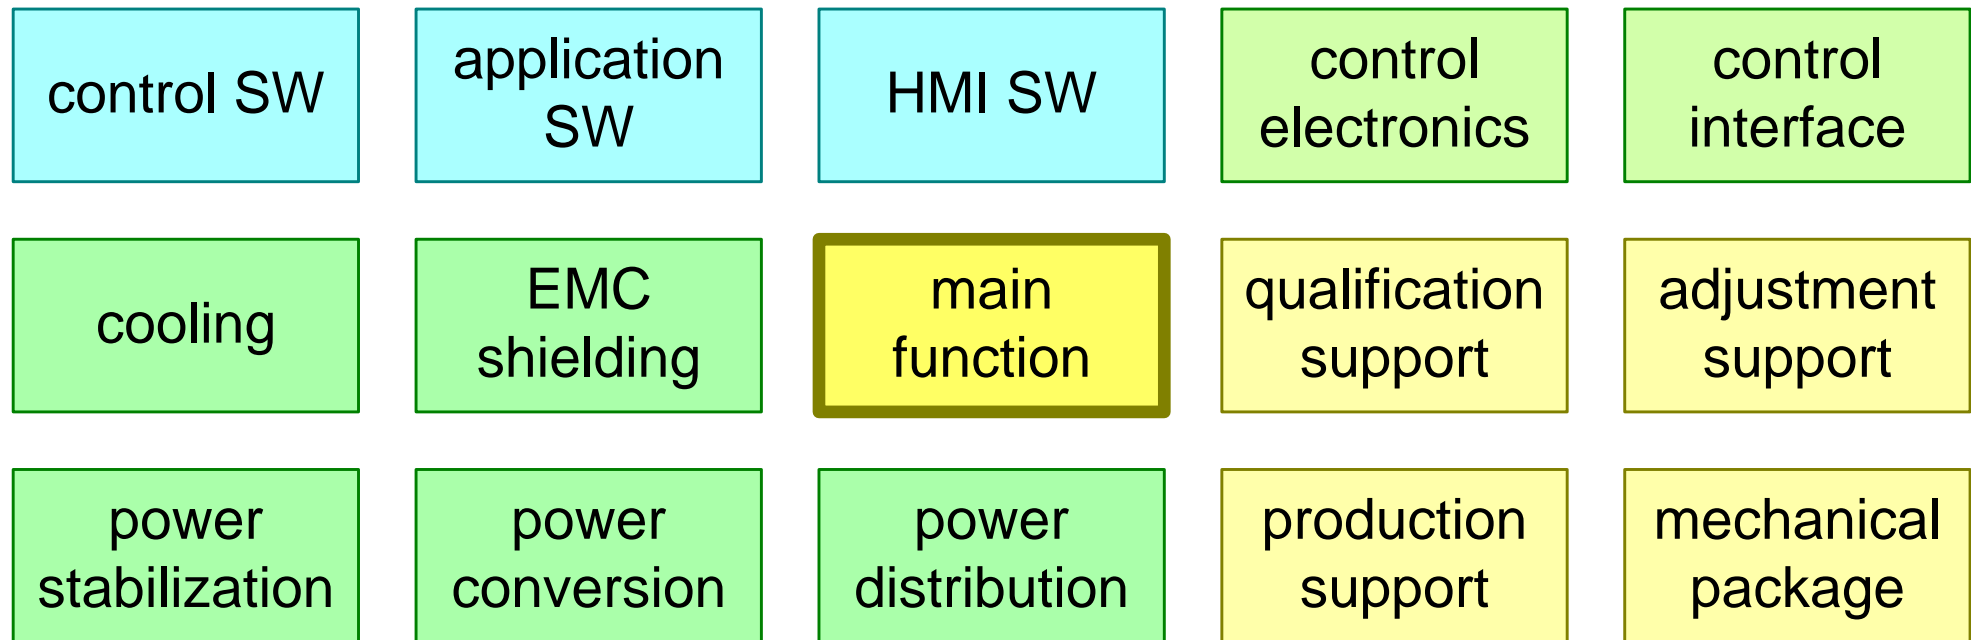 control SW
application
SW
HMI SW
control
electronics
control
interface
cooling
EMC
shielding
main
function
qualification
support
adjustment
support
power
stabilization
power
conversion
power
distribution
production
support
mechanical
package